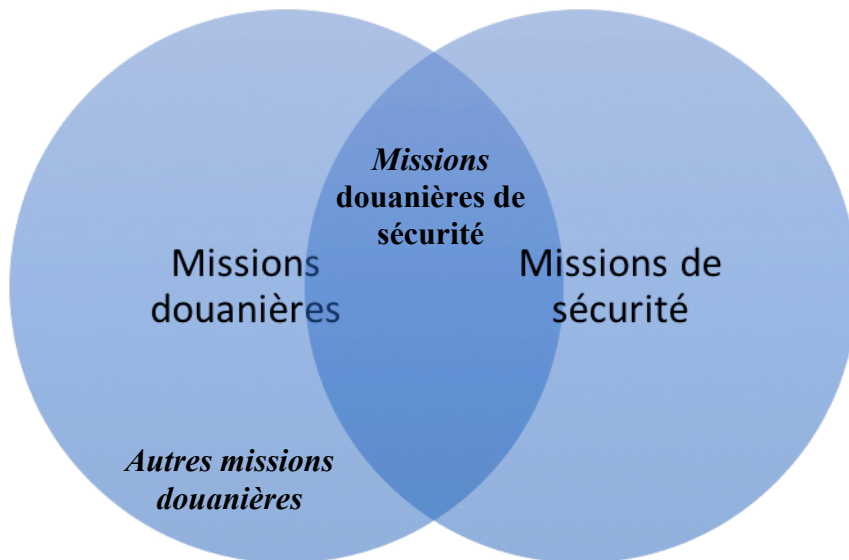 Missions
douanières de
sécurité
Missions
douanières
Missions de
sécurité
Autres missions
douanières